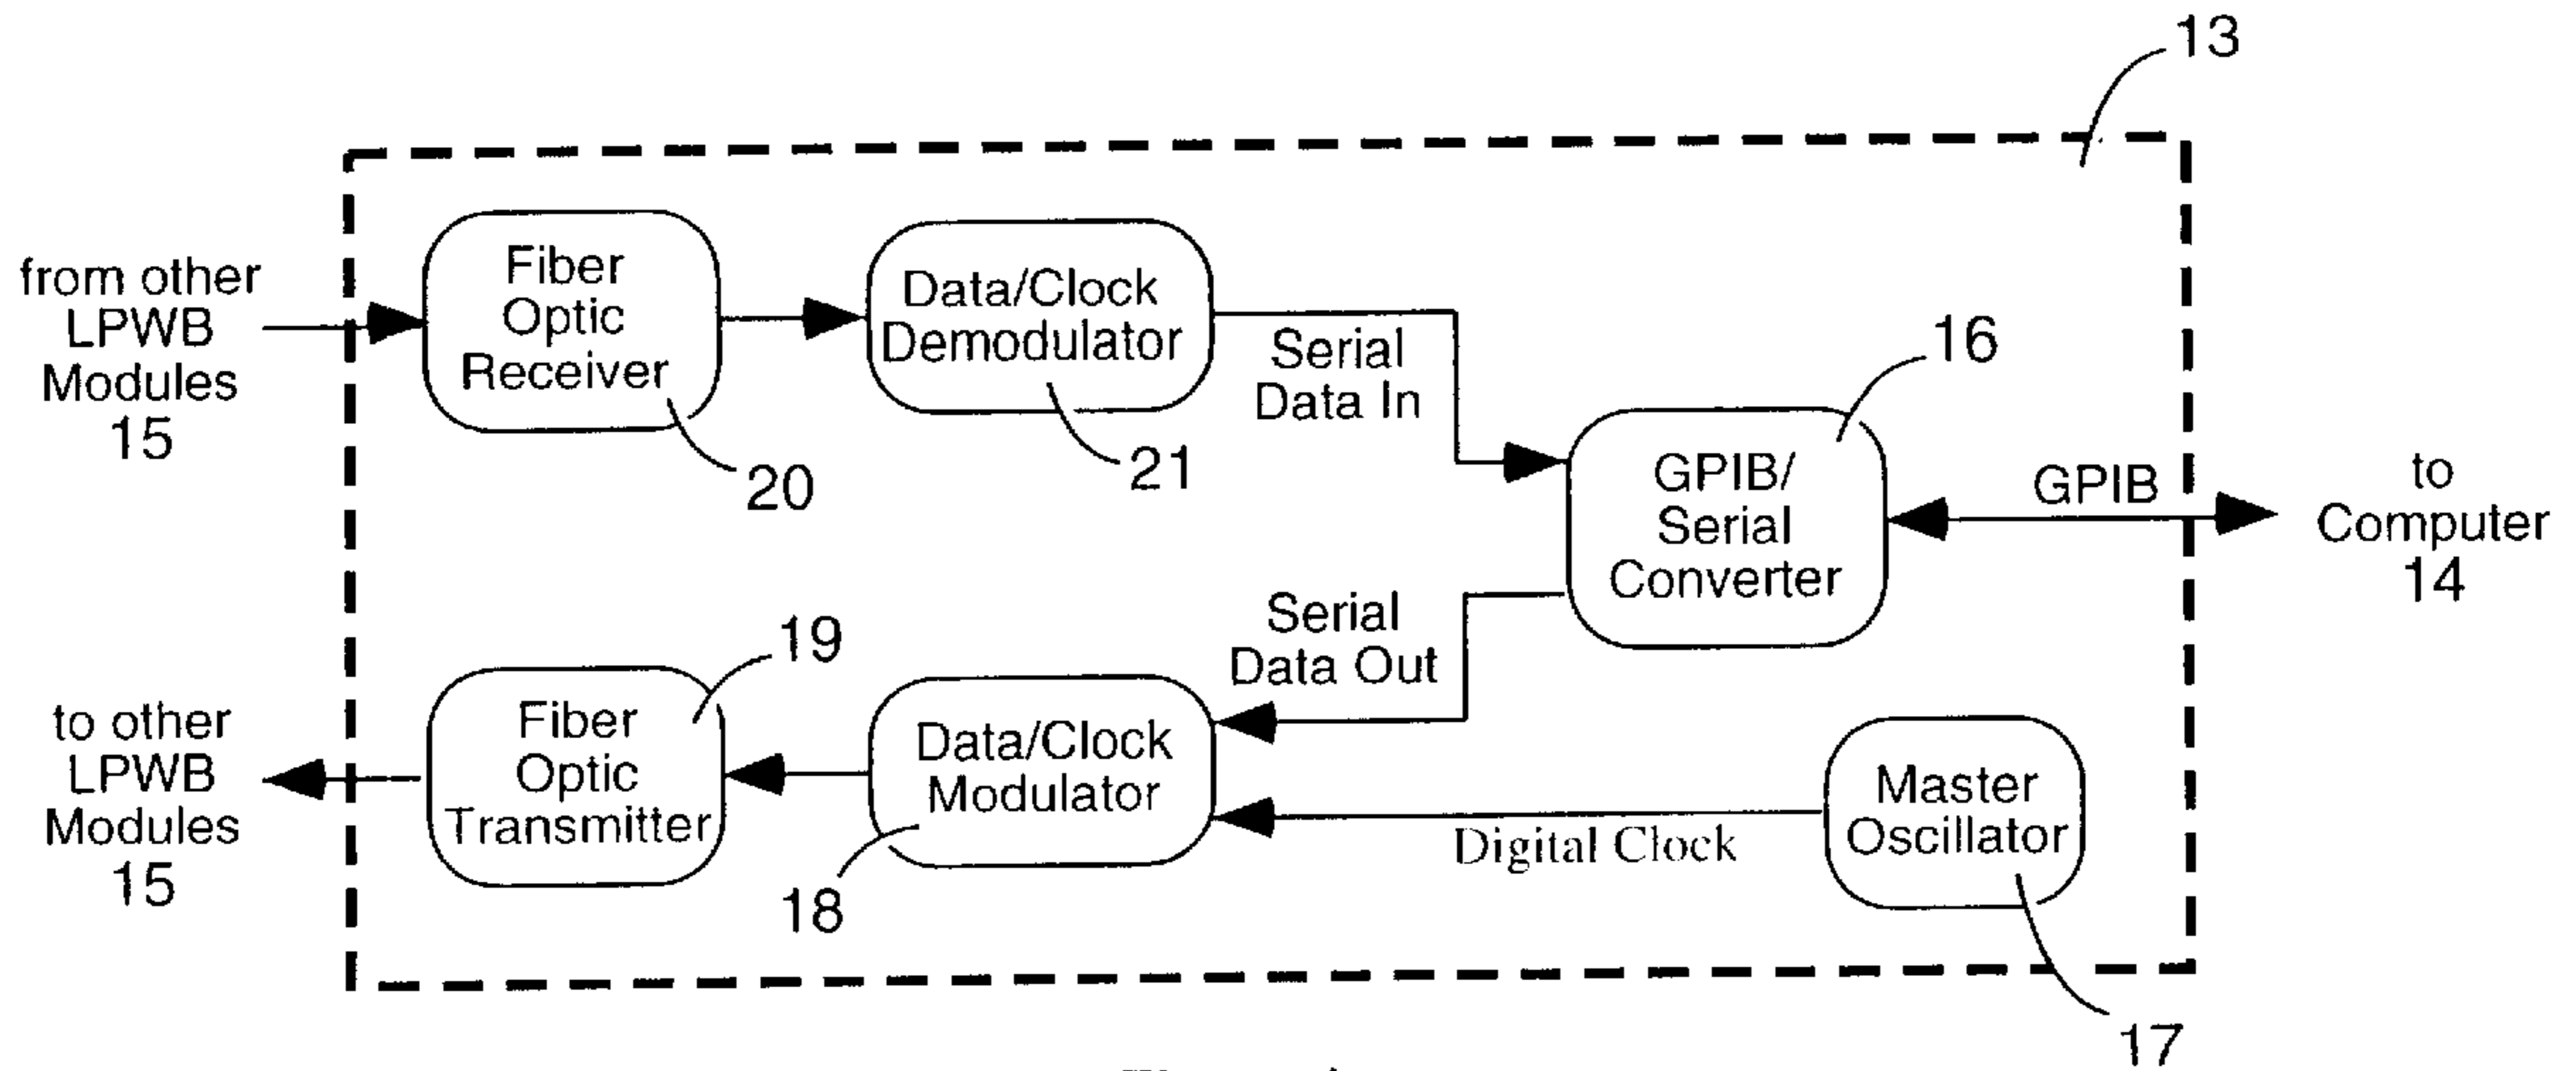 13
from other
LPWB
Modules
15
Fiber
Optic
Receiver
20
Data/Clock
Demodulator
21
Serial
Data In
16
GPIB/
Serial
Converter
GPIB
to
Computer
14
Serial
Data Out
to other
LPWB
Modules
15
19
Fiber
Optic
Transmitter
Data/Clock
Modulator
18
Digital Clock
Master
Oscillator
17